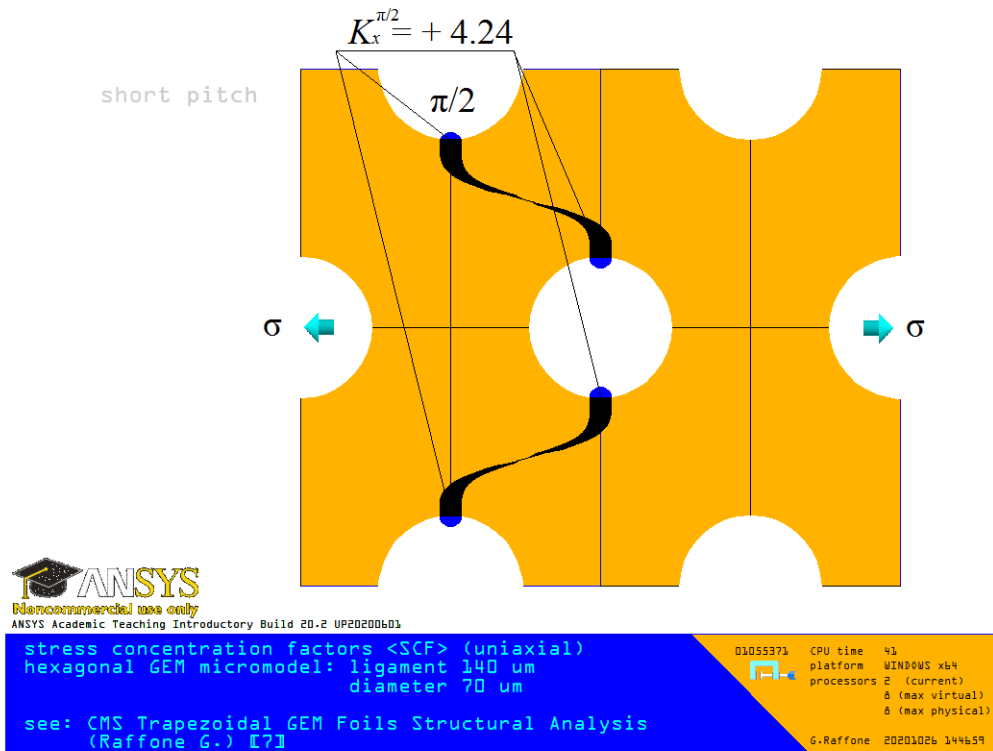 K_x^{π/2} = + 4.24
short pitch
π/2
σ
σ
ANSYS
Noncommercial use only
ANSYS Academic Teaching Introductory Build 20.2 UP20200601
stress concentration factors <SCF> (uniaxial)
hexagonal GEM micromodel: ligament 140 um
diameter 70 um
see: CMS Trapezoidal GEM Foils Structural Analysis
(Raffone G.) [7]
01055371
CPU time 41
platform WINDOWS x64
processors 2 (current)
8 (max virtual)
8 (max physical)
G.Raffone 20201026 144659